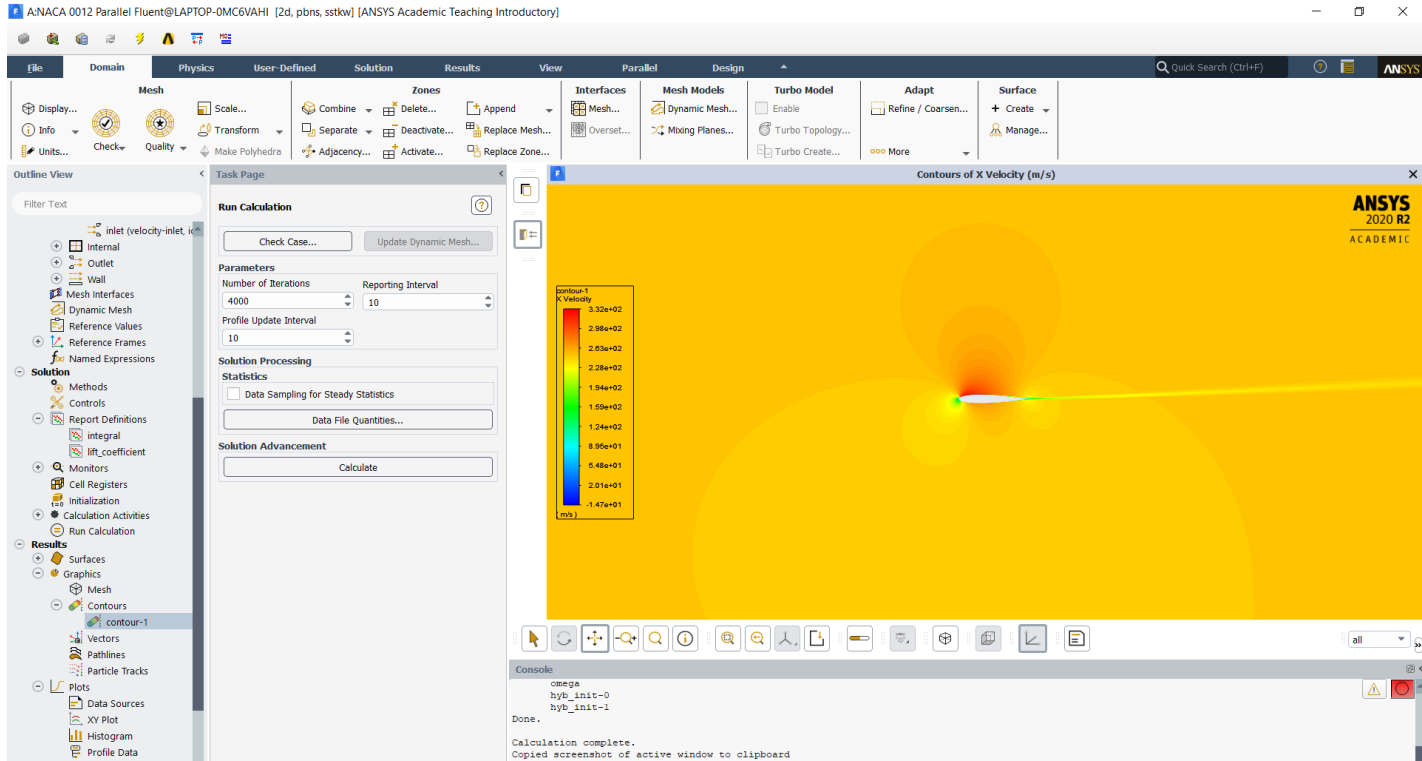 A:NACA 0012 Parallel Fluent@LAPTOP-0MC6VAHI [2d, pbns, sstkw] [ANSYS Academic Teaching Introductory]
File Domain Physics User-Defined Solution Results View Parallel Design Quick Search (Ctrl+F) ANSYS
Mesh Zones Interfaces Mesh Models Turbo Model Adapt Surface
Display... Scale... Combine Delete... Append Mesh... Dynamic Mesh... Enable Refine / Coarsen... Create
Info Transform Separate Deactivate... Replace Mesh... Overset... Mixing Planes... Turbo Topology... Manage...
Units... Check Quality Make Polyhedra Adjacency... Activate... Replace Zone... Turbo Create... More
Outline View
Filter Text
inlet (velocity-inlet, i
Internal
Outlet
Wall
Mesh Interfaces
Dynamic Mesh
Reference Values
Reference Frames
Named Expressions
Solution
Methods
Controls
Report Definitions
integral
lift_coefficient
Monitors
Cell Registers
Initialization
Calculation Activities
Run Calculation
Results
Surfaces
Graphics
Mesh
Contours
contour-1
Vectors
Pathlines
Particle Tracks
Plots
Data Sources
XY Plot
Histogram
Profile Data
Task Page
Run Calculation
Check Case... Update Dynamic Mesh...
Parameters
Number of Iterations Reporting Interval
4000 10
Profile Update Interval
10
Solution Processing
Statistics
Data Sampling for Steady Statistics
Data File Quantities...
Solution Advancement
Calculate
Contours of X Velocity (m/s)
ANSYS
2020 R2
ACADEMIC
contour-1
X Velocity
3.32e+02
2.98e+02
2.63e+02
2.28e+02
1.94e+02
1.59e+02
1.24e+02
8.95e+01
5.48e+01
2.01e+01
-1.47e+01
( m/s )
all
Console
omega
hyb_init-0
hyb_init-1
Done.
Calculation complete.
Copied screenshot of active window to clipboard